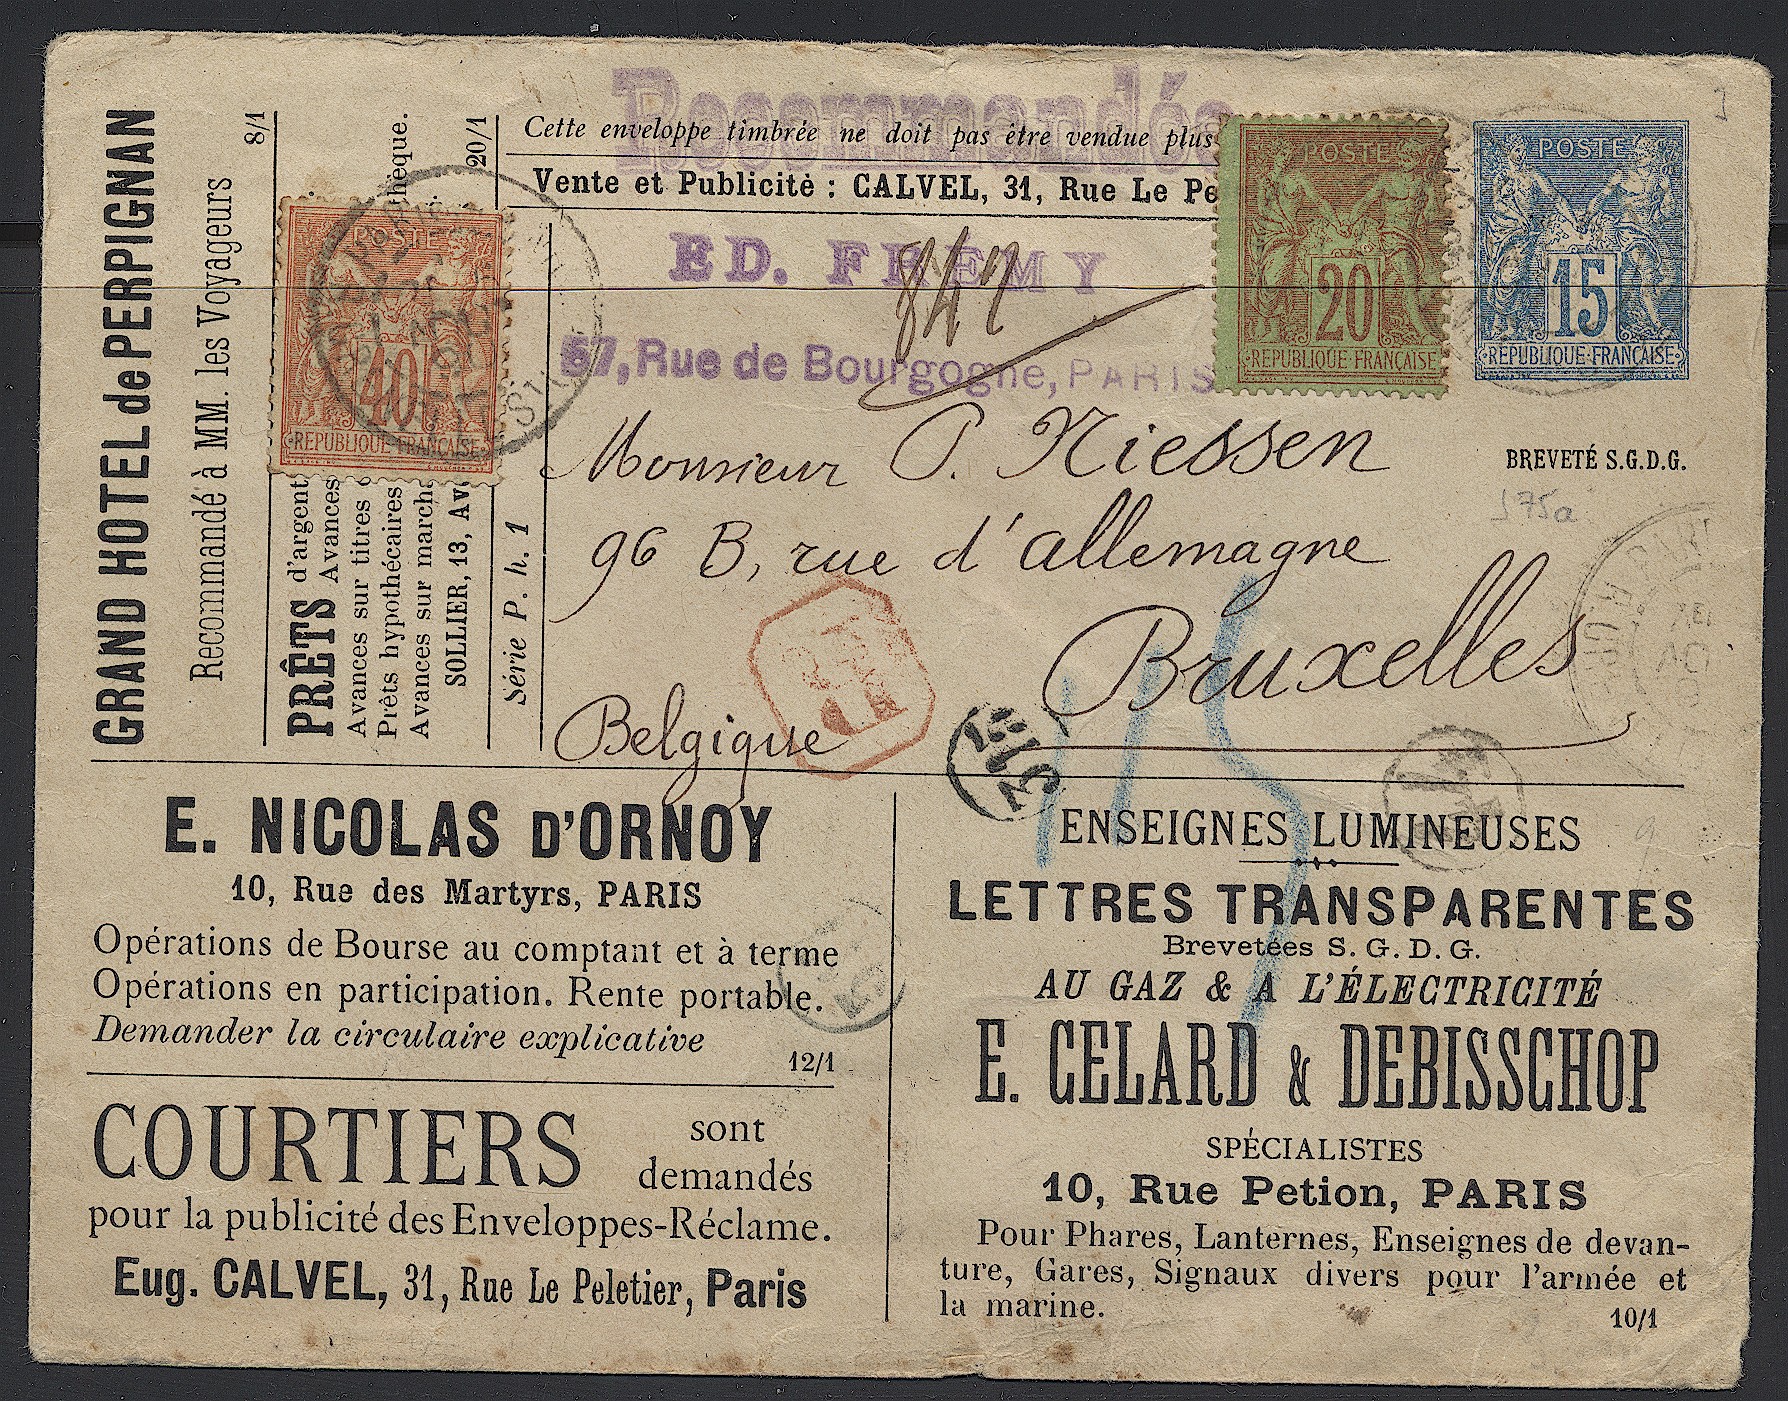 Recommandée
Cette enveloppe timbrée ne doit pas être vendue plus
Vente et Publicité : CALVEL, 31, Rue Le Pe
ED. FREMY
847
57, Rue de Bourgogne, PARIS
POSTE
40
REPUBLIQUE FRANÇAISE
POSTE
20
REPUBLIQUE FRANÇAISE
POSTE
15
REPUBLIQUE FRANÇAISE
BREVETÉ S.G.D.G.
J75a
Monsieur P. Niessen
96 B, rue d'allemagne
Bruxelles
Belgique
R
15
GRAND HOTEL de PERPIGNAN
Recommandé à MM. les Voyageurs
8/1
PRÊTS d'argent,
Avances
Avances sur titres
Prêts hypothécaires
thèque.
Avances sur marcha
SOLLIER, 13, Av
20/1
Série P. h. 1
E. NICOLAS D'ORNOY
10, Rue des Martyrs, PARIS
Opérations de Bourse au comptant et à terme
Opérations en participation. Rente portable.
Demander la circulaire explicative
12/1
COURTIERS sont
demandés
pour la publicité des Enveloppes-Réclame.
Eug. CALVEL, 31, Rue Le Peletier, Paris
ENSEIGNES LUMINEUSES
LETTRES TRANSPARENTES
Brevetées S. G. D. G.
AU GAZ & A L'ÉLECTRICITÉ
E. CELARD & DEBISSCHOP
SPÉCIALISTES
10, Rue Petion, PARIS
Pour Phares, Lanternes, Enseignes de devan-
ture, Gares, Signaux divers pour l'armée et
la marine.
10/1